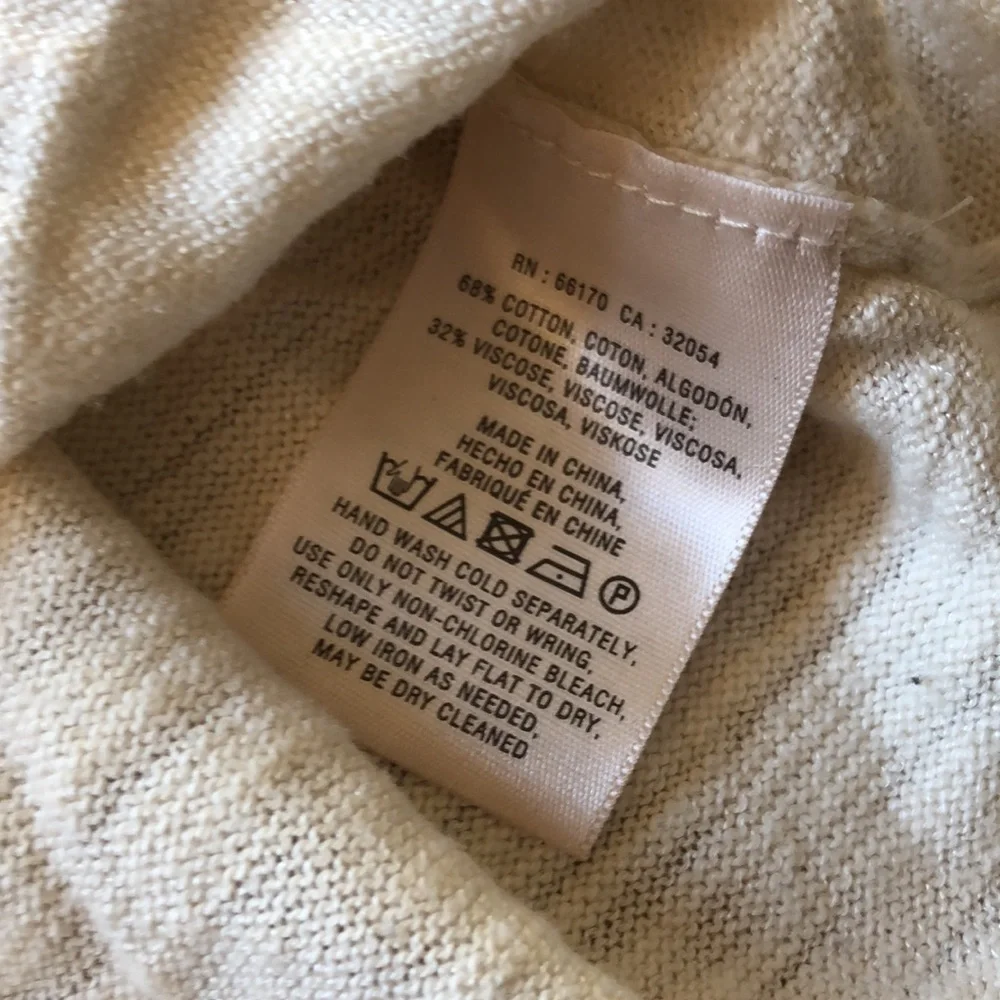 RN : 66170 CA : 32054
68% COTTON, COTON, ALGODÓN,
COTONE, BAUMWOLLE;
32% VISCOSE, VISCOSE, VISCOSA,
VISCOSA, VISKOSE
MADE IN CHINA,
HECHO EN CHINA,
FABRIQUÉ EN CHINE
P
HAND WASH COLD SEPARATELY,
DO NOT TWIST OR WRING,
USE ONLY NON-CHLORINE BLEACH,
RESHAPE AND LAY FLAT TO DRY,
LOW IRON AS NEEDED,
MAY BE DRY CLEANED